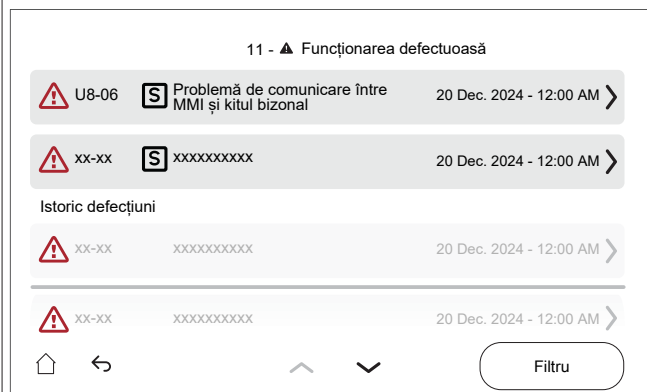 11 - Funcționarea defectuoasă
U8-06 S Problemă de comunicare între MMI și kitul bizonal 20 Dec. 2024 - 12:00 AM
xx-xx S xxxxxxxxxx 20 Dec. 2024 - 12:00 AM
Istoric defecțiuni
xx-xx xxxxxxxxxx 20 Dec. 2024 - 12:00 AM
xx-xx xxxxxxxxxx 20 Dec. 2024 - 12:00 AM
Filtru